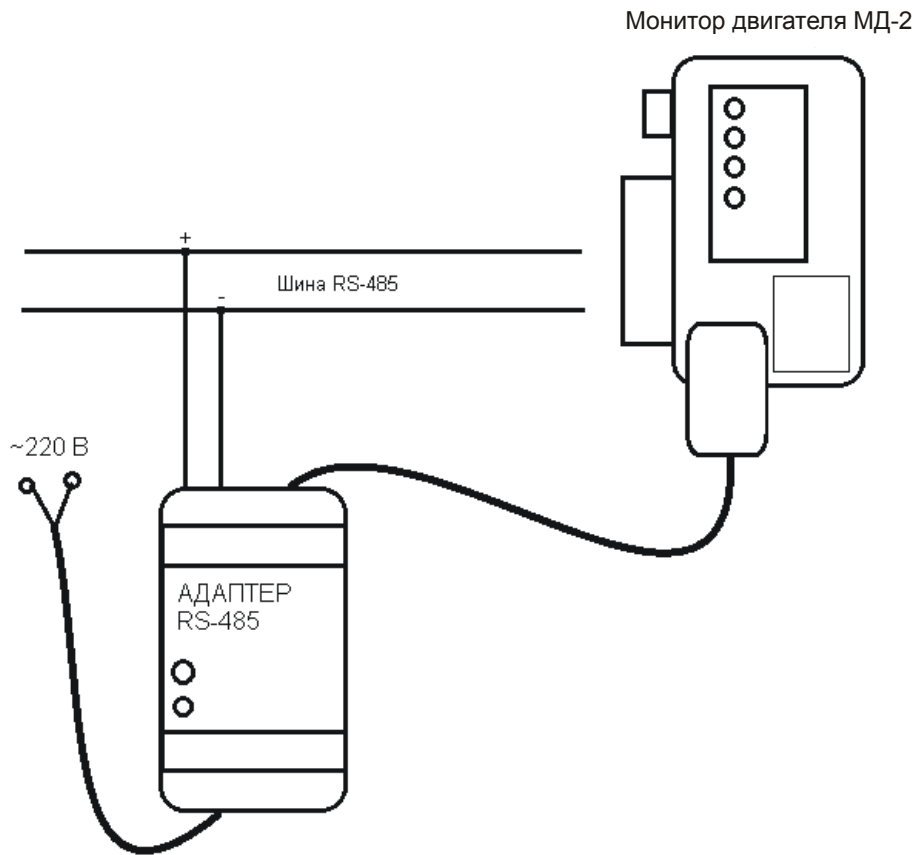 Монитор двигателя МД-2
+
Шина RS-485
-
~220 В
АДАПТЕР
RS-485